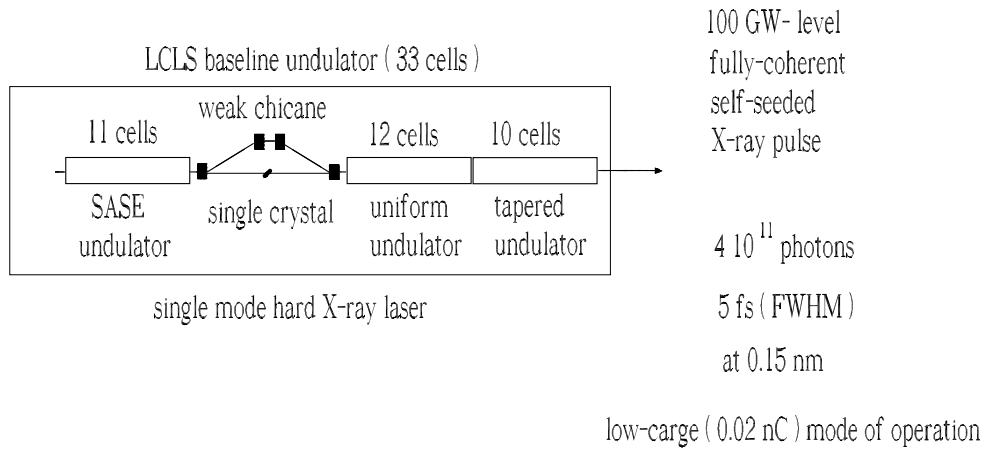 LCLS baseline undulator ( 33 cells )
weak chicane
11 cells
12 cells
10 cells
SASE
undulator
single crystal
uniform
undulator
tapered
undulator
single mode hard X-ray laser
100 GW- level
fully-coherent
self-seeded
X-ray pulse
4 10 11 photons
5 fs ( FWHM )
at 0.15 nm
low-carge ( 0.02 nC ) mode of operation